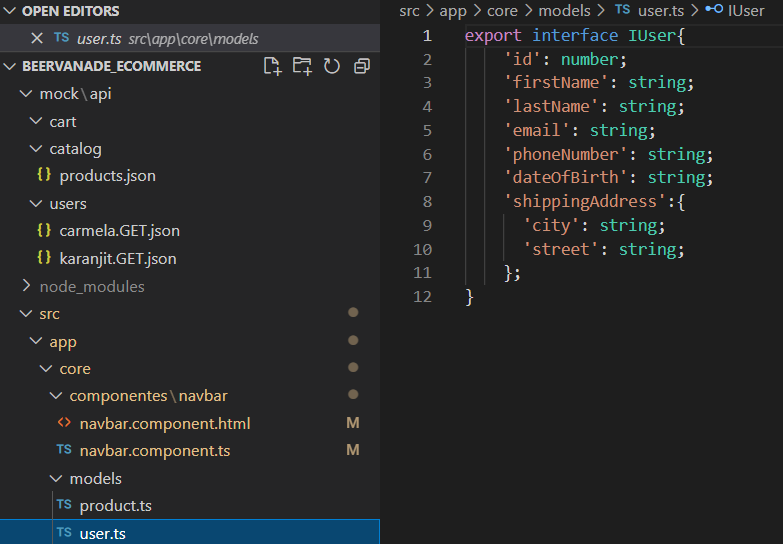 OPEN EDITORS
TS user.ts src\app\core\models
BEERVANADE_ECOMMERCE
mock\api
cart
catalog
{} products.json
users
{} carmela.GET.json
{} karanjit.GET.json
node_modules
src
app
core
componentes\navbar
<> navbar.component.html M
TS navbar.component.ts M
models
TS product.ts
TS user.ts
src > app > core > models > TS user.ts > IUser
1 export interface IUser{
2 'id': number;
3 'firstName': string;
4 'lastName': string;
5 'email': string;
6 'phoneNumber': string;
7 'dateOfBirth': string;
8 'shippingAddress':{
9 'city': string;
10 'street': string;
11 };
12 }